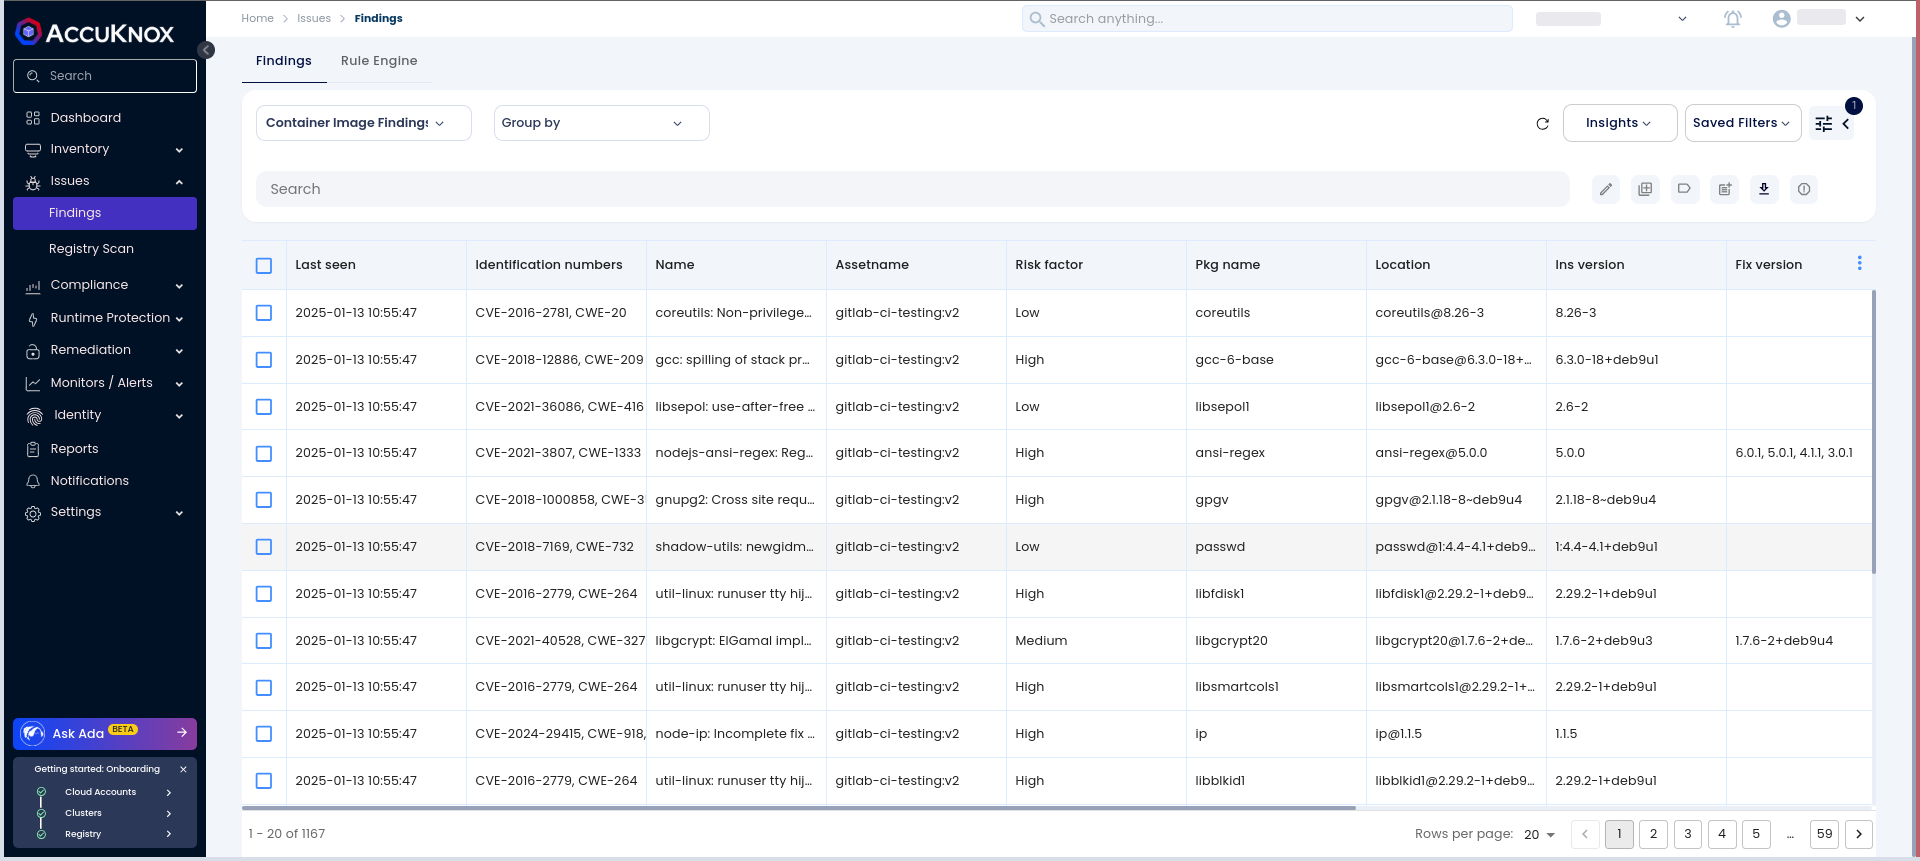 ACCUKNOX
Search
Dashboard
Inventory
Issues
Findings
Registry Scan
Compliance
Runtime Protection
Remediation
Monitors / Alerts
Identity
Reports
Notifications
Settings
Ask Ada BETA
Getting started: Onboarding
Cloud Accounts
Clusters
Registry
Home > Issues > Findings
Search anything...
Findings Rule Engine
Container Image Findings Group by
Insights Saved Filters 1
Search
Last seen Identification numbers Name Assetname Risk factor Pkg name Location Ins version Fix version
2025-01-13 10:55:47 CVE-2016-2781, CWE-20 coreutils: Non-privilege... gitlab-ci-testing:v2 Low coreutils coreutils@8.26-3 8.26-3
2025-01-13 10:55:47 CVE-2018-12886, CWE-209 gcc: spilling of stack pr... gitlab-ci-testing:v2 High gcc-6-base gcc-6-base@6.3.0-18+... 6.3.0-18+deb9u1
2025-01-13 10:55:47 CVE-2021-36086, CWE-416 libsepol: use-after-free ... gitlab-ci-testing:v2 Low libsepol1 libsepol1@2.6-2 2.6-2
2025-01-13 10:55:47 CVE-2021-3807, CWE-1333 nodejs-ansi-regex: Reg... gitlab-ci-testing:v2 High ansi-regex ansi-regex@5.0.0 5.0.0 6.0.1, 5.0.1, 4.1.1, 3.0.1
2025-01-13 10:55:47 CVE-2018-1000858, CWE-3 gnupg2: Cross site requ... gitlab-ci-testing:v2 High gpgv gpgv@2.1.18-8~deb9u4 2.1.18-8~deb9u4
2025-01-13 10:55:47 CVE-2018-7169, CWE-732 shadow-utils: newgidm... gitlab-ci-testing:v2 Low passwd passwd@1:4.4-4.1+deb9... 1:4.4-4.1+deb9u1
2025-01-13 10:55:47 CVE-2016-2779, CWE-264 util-linux: runuser tty hij... gitlab-ci-testing:v2 High libfdisk1 libfdisk1@2.29.2-1+deb9... 2.29.2-1+deb9u1
2025-01-13 10:55:47 CVE-2021-40528, CWE-327 libgcrypt: ElGamal impl... gitlab-ci-testing:v2 Medium libgcrypt20 libgcrypt20@1.7.6-2+de... 1.7.6-2+deb9u3 1.7.6-2+deb9u4
2025-01-13 10:55:47 CVE-2016-2779, CWE-264 util-linux: runuser tty hij... gitlab-ci-testing:v2 High libsmartcols1 libsmartcols1@2.29.2-1+... 2.29.2-1+deb9u1
2025-01-13 10:55:47 CVE-2024-29415, CWE-918, node-ip: Incomplete fix ... gitlab-ci-testing:v2 High ip ip@1.1.5 1.1.5
2025-01-13 10:55:47 CVE-2016-2779, CWE-264 util-linux: runuser tty hij... gitlab-ci-testing:v2 High libblkid1 libblkid1@2.29.2-1+deb9... 2.29.2-1+deb9u1
1 - 20 of 1167 Rows per page: 20 1 2 3 4 5 ... 59